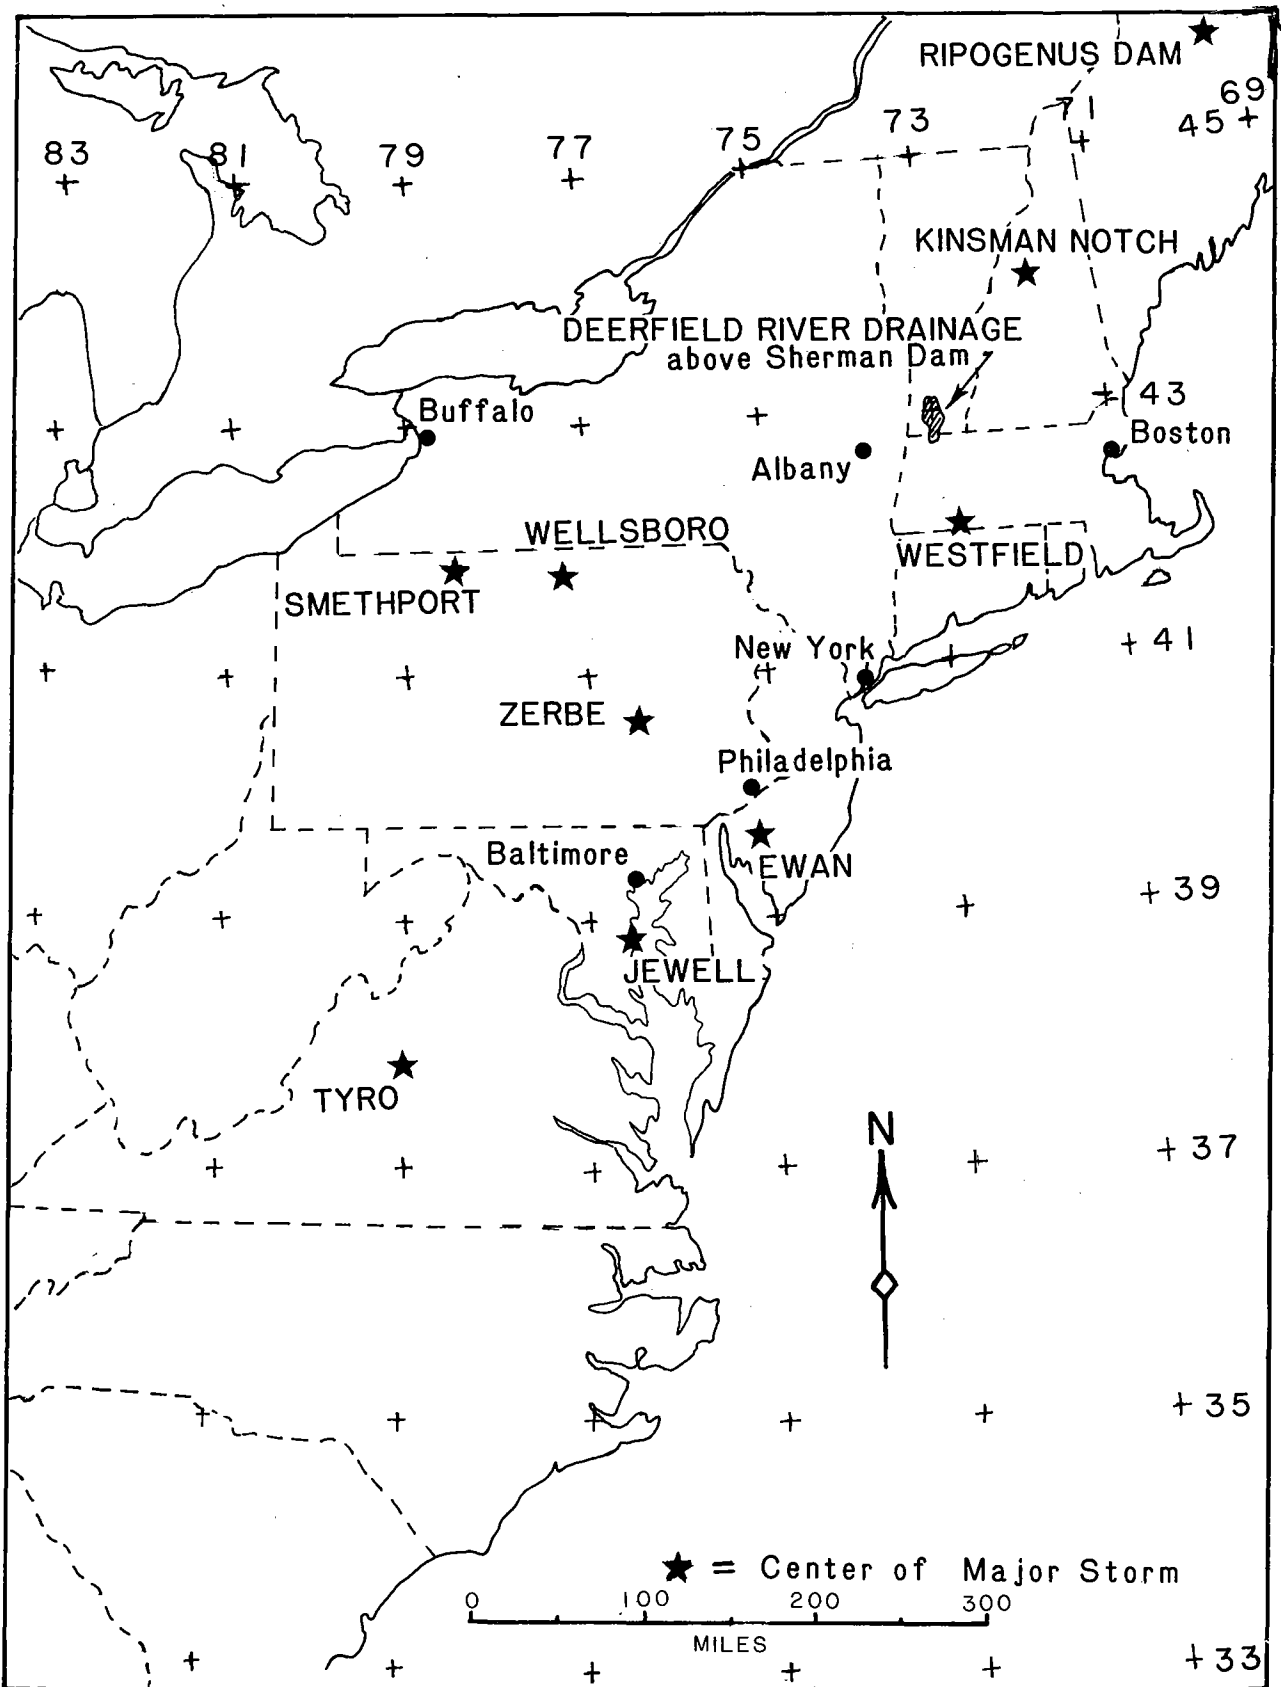 RIPOGENUS DAM
69
45
71
73
75
77
79
81
83
KINSMAN NOTCH
DEERFIELD RIVER DRAINAGE
above Sherman Dam
43
Buffalo
Boston
Albany
WELLSBORO
WESTFIELD
SMETHPORT
New York
41
ZERBE
Philadelphia
Baltimore
EWAN
39
JEWELL
TYRO
N
37
35
★ = Center of Major Storm
0 100 200 300
MILES
33